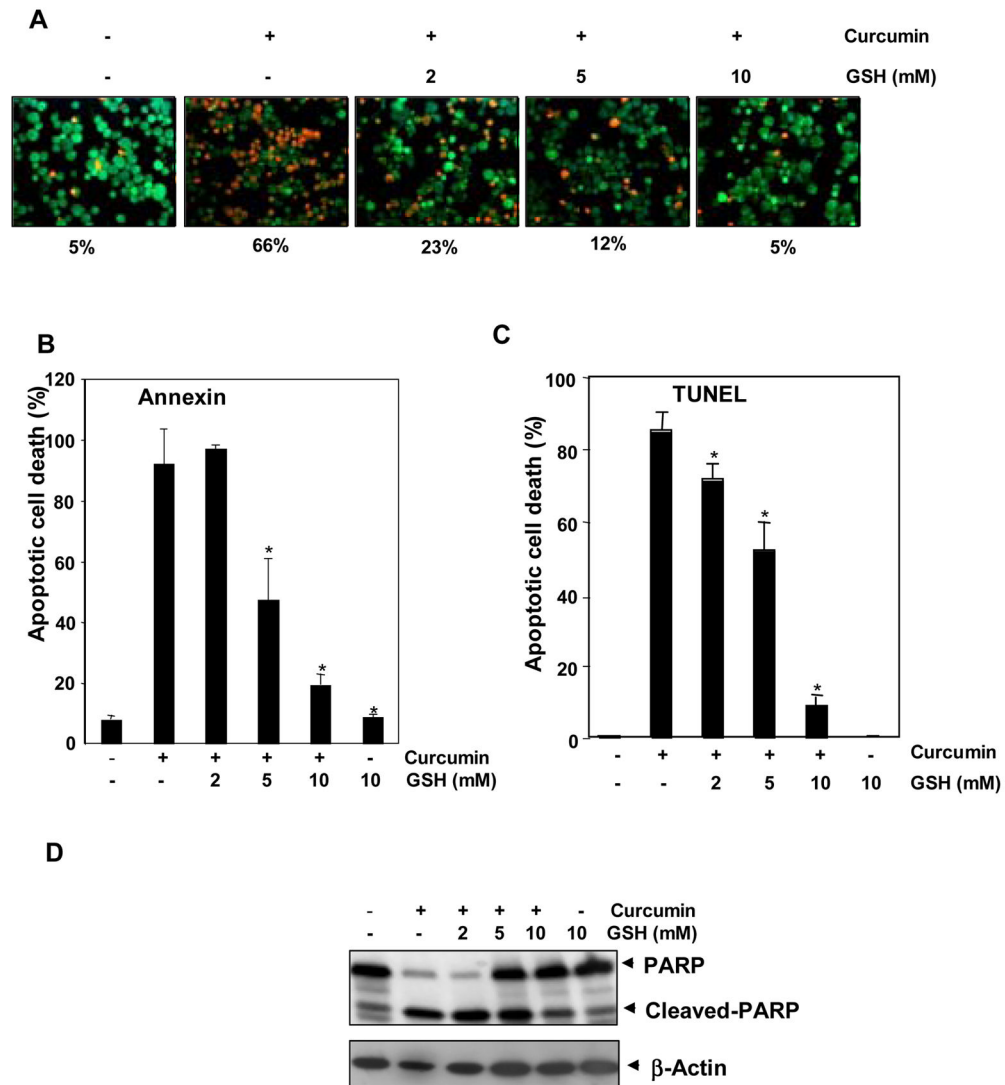 A
- + + + + Curcumin
- - 2 5 10 GSH (mM)
5% 66% 23% 12% 5%
B
Annexin
Apoptotic cell death (%)
120
100
80
60
40
20
0
*
*
*
- + + + + - Curcumin
- - 2 5 10 10 GSH (mM)
C
TUNEL
Apoptotic cell death (%)
100
80
60
40
20
0
*
*
*
- + + + + - Curcumin
- - 2 5 10 10 GSH (mM)
D
- + + + + - Curcumin
- - 2 5 10 10 GSH (mM)
PARP
Cleaved-PARP
β-Actin